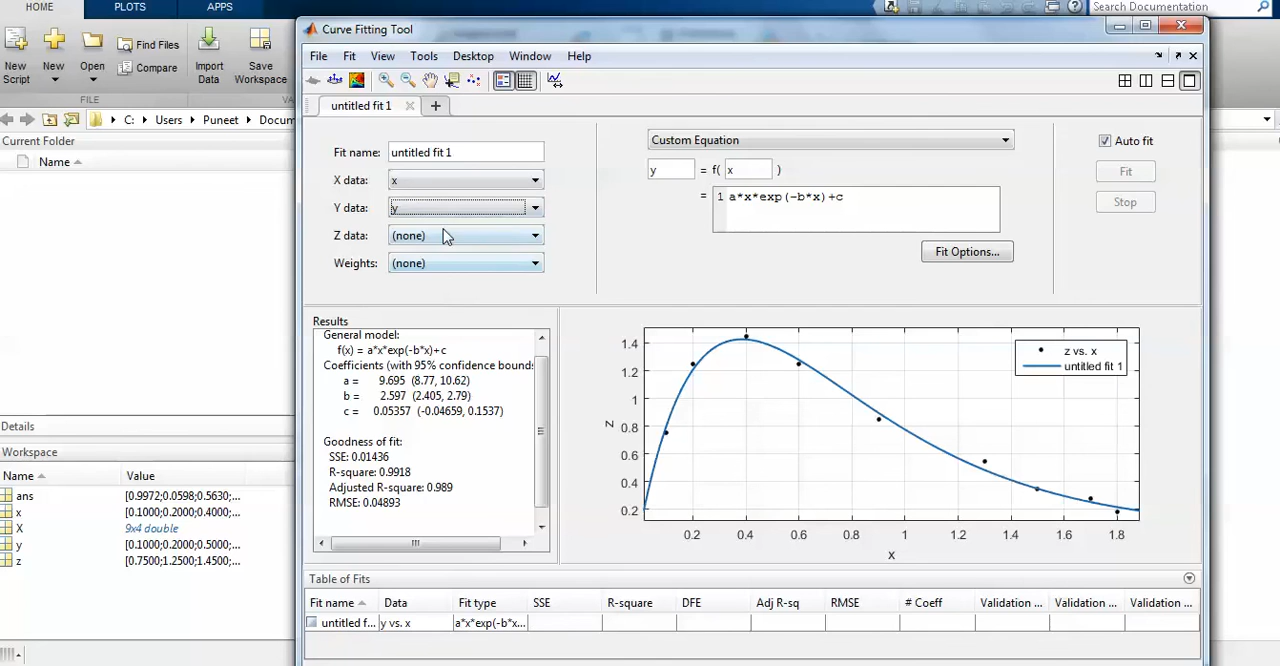 HOME PLOTS APPS
Search Documentation
Curve Fitting Tool
New Script
New
Open
Find Files
Compare
Import Data
Save Workspace
FILE
File Fit View Tools Desktop Window Help
untitled fit 1
C: Users Puneet
Current Folder
Name
Fit name: untitled fit 1
X data: x
Y data: y
Z data: (none)
Weights: (none)
Custom Equation
y = f( x )
= 1 a*x*exp(-b*x)+c
Fit Options...
Auto fit
Fit
Stop
Results
General model:
f(x) = a*x*exp(-b*x)+c
Coefficients (with 95% confidence bound:
a = 9.695 (8.77, 10.62)
b = 2.597 (2.405, 2.79)
c = 0.05357 (-0.04659, 0.1537)
Goodness of fit:
SSE: 0.01436
R-square: 0.9918
Adjusted R-square: 0.989
RMSE: 0.04893
1.4
1.2
1
0.8
0.6
0.4
0.2
z
0.2 0.4 0.6 0.8 1 1.2 1.4 1.6 1.8
x
z vs. x
untitled fit 1
Details
Workspace
Name Value
ans [0.9972;0.0598;0.5630;...
x [0.1000;0.2000;0.4000;...
X 9x4 double
y [0.1000;0.2000;0.5000;...
z [0.7500;1.2500;1.4500;...
Table of Fits
Fit name Data Fit type SSE R-square DFE Adj R-sq RMSE # Coeff Validation ... Validation ... Validation ...
untitled f... y vs. x a*x*exp(-b*x...